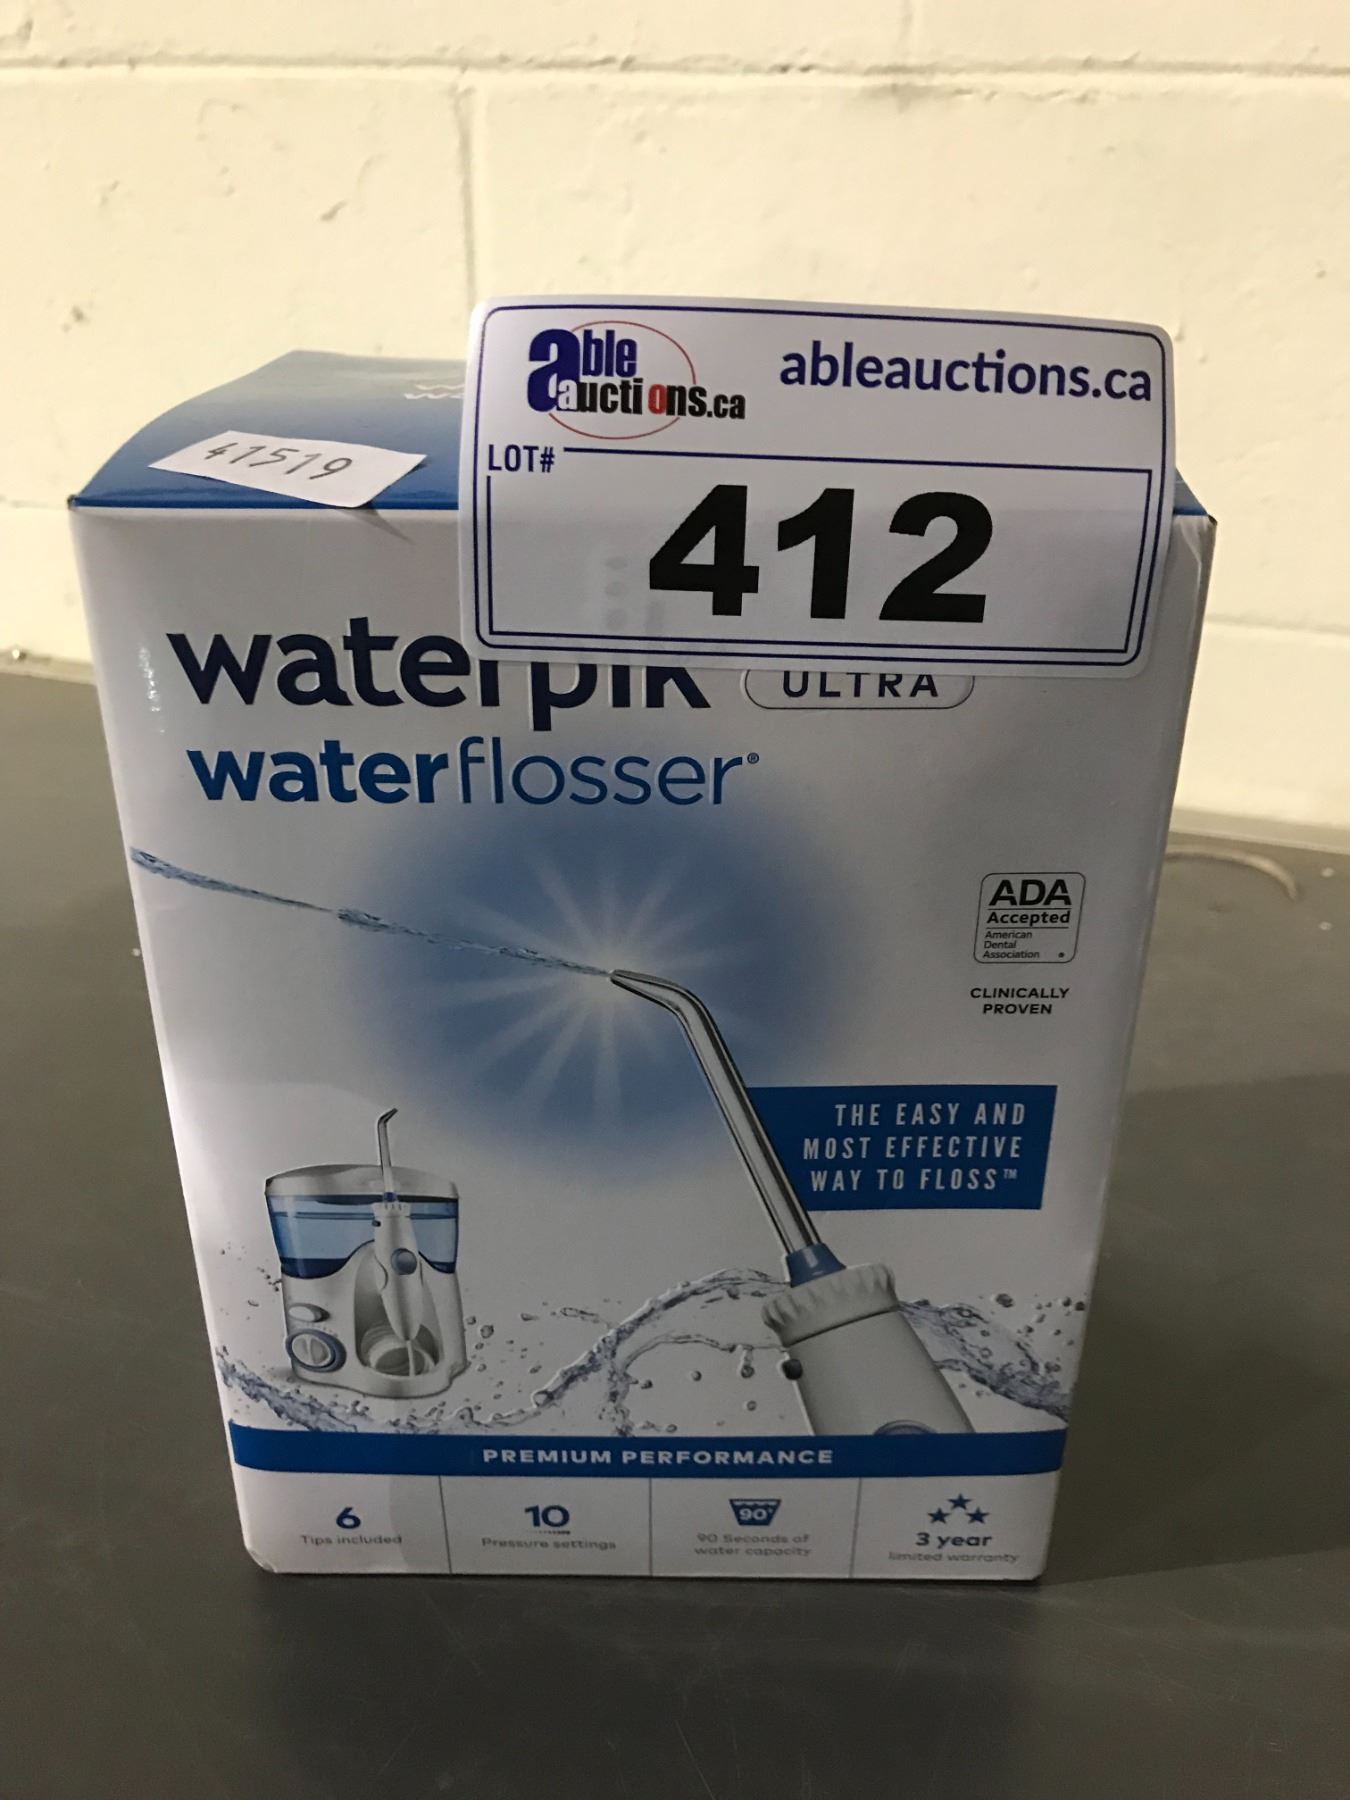 able auctions.ca
ableauctions.ca
LOT#
412
41519
waterpik ULTRA
waterflosser®
ADA
Accepted
American
Dental
Association ®
CLINICALLY
PROVEN
THE EASY AND
MOST EFFECTIVE
WAY TO FLOSS™
PREMIUM PERFORMANCE
6
Tips included
10
Pressure settings
90"
90 Seconds of
water capacity
3 year
limited warranty